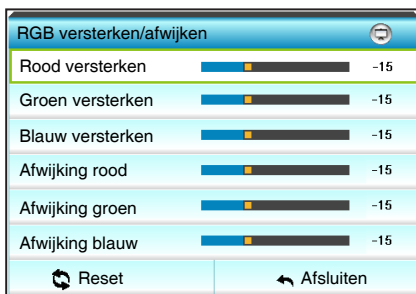 RGB versterken/afwijken
Rood versterken -15
Groen versterken -15
Blauw versterken -15
Afwijking rood -15
Afwijking groen -15
Afwijking blauw -15
Reset Afsluiten